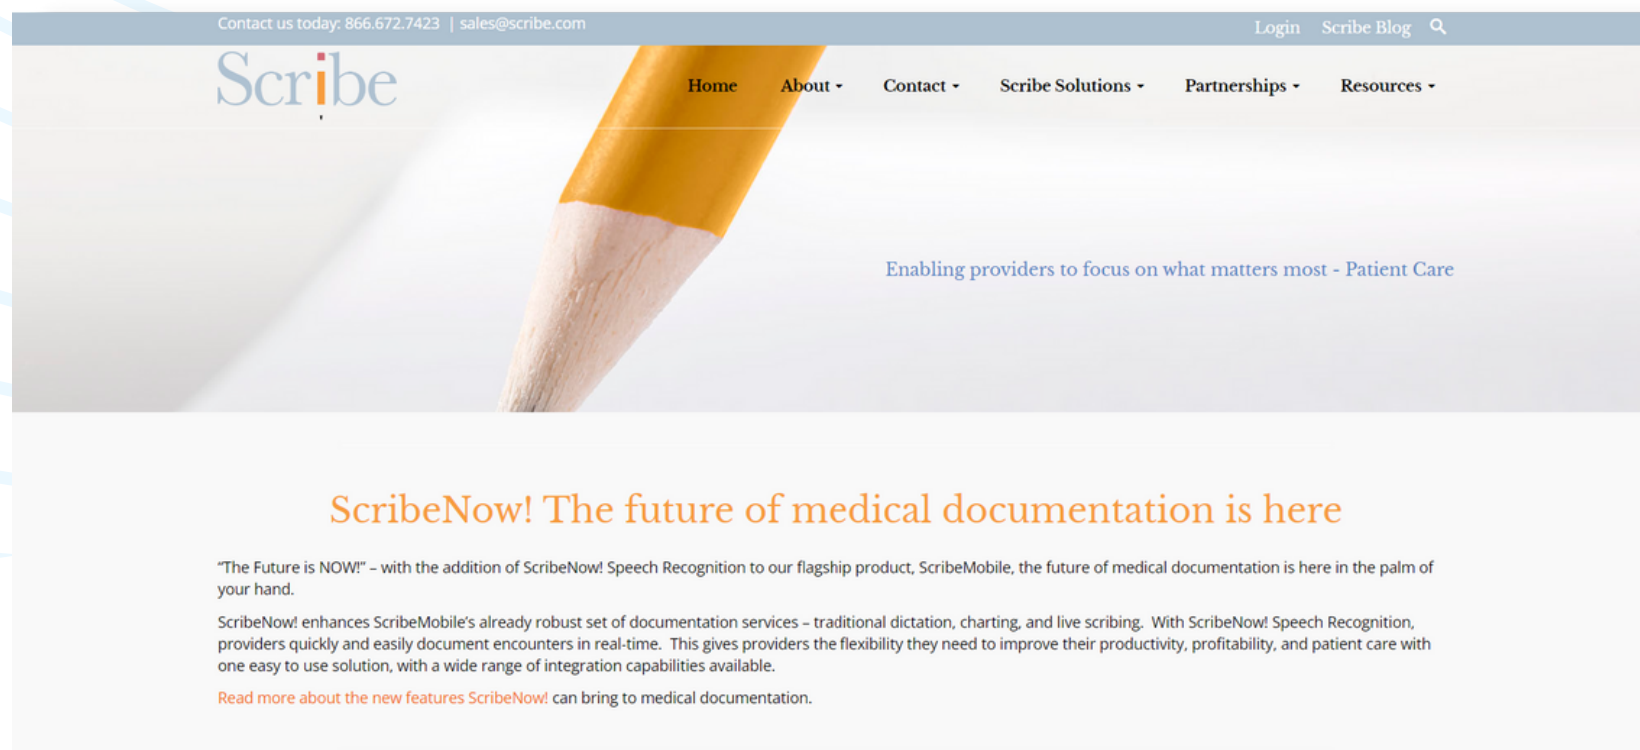 Contact us today: 866.672.7423 | sales@scribe.com
Login Scribe Blog
Scribe
Home About Contact Scribe Solutions Partnerships Resources
Enabling providers to focus on what matters most - Patient Care
ScribeNow! The future of medical documentation is here
“The Future is NOW!” – with the addition of ScribeNow! Speech Recognition to our flagship product, ScribeMobile, the future of medical documentation is here in the palm of
your hand.
ScribeNow! enhances ScribeMobile’s already robust set of documentation services – traditional dictation, charting, and live scribing. With ScribeNow! Speech Recognition,
providers quickly and easily document encounters in real-time. This gives providers the flexibility they need to improve their productivity, profitability, and patient care with
one easy to use solution, with a wide range of integration capabilities available.
Read more about the new features ScribeNow! can bring to medical documentation.